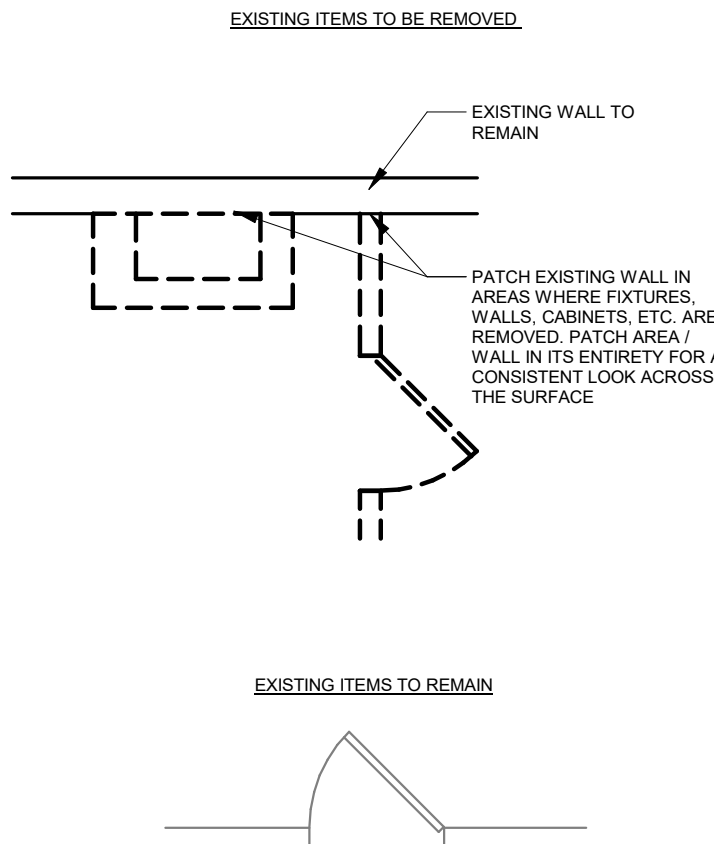 EXISTING ITEMS TO BE REMOVED
EXISTING WALL TO
REMAIN
PATCH EXISTING WALL IN
AREAS WHERE FIXTURES,
WALLS, CABINETS, ETC. ARE
REMOVED. PATCH AREA /
WALL IN ITS ENTIRETY FOR A
CONSISTENT LOOK ACROSS
THE SURFACE
EXISTING ITEMS TO REMAIN